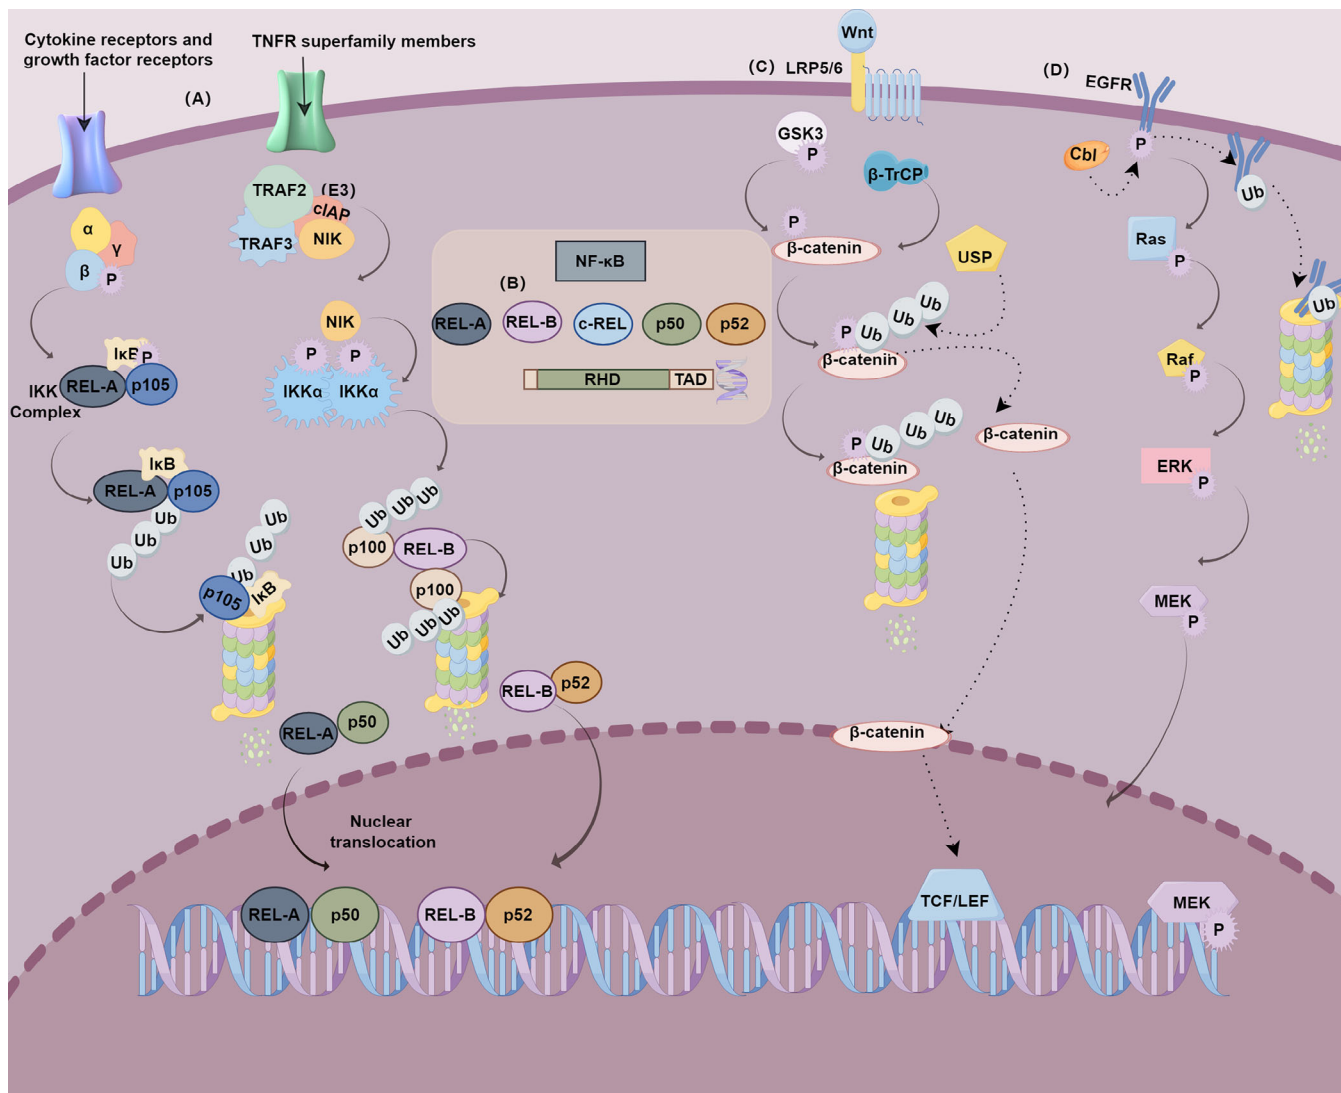 Cytokine receptors and
growth factor receptors
(A)
TNFR superfamily members
α
γ
β
P
TRAF2
(E3)
cIAP
TRAF3
NIK
NIK
P
P
IKKα
IKKα
IκB
P
REL-A
p105
IKK
Complex
IκB
REL-A
p105
Ub
Ub
Ub
Ub
Ub
Ub
p105
IκB
REL-A
p50
Ub
Ub
Ub
p100
REL-B
p100
Ub
Ub
Ub
REL-B
p52
Nuclear
translocation
REL-A
p50
REL-B
p52
NF-κB
(B)
REL-A
REL-B
c-REL
p50
p52
RHD
TAD
(C)
Wnt
LRP5/6
GSK3
P
β-TrCP
P
β-catenin
USP
P
Ub
Ub
Ub
β-catenin
P
Ub
Ub
Ub
β-catenin
β-catenin
β-catenin
TCF/LEF
(D)
EGFR
Cbl
P
Ub
Ras
P
Ub
Raf
P
ERK
P
MEK
P
MEK
P